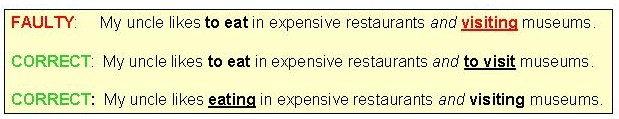 FAULTY: My uncle likes to eat in expensive restaurants and visiting museums.
CORRECT: My uncle likes to eat in expensive restaurants and to visit museums.
CORRECT: My uncle likes eating in expensive restaurants and visiting museums.